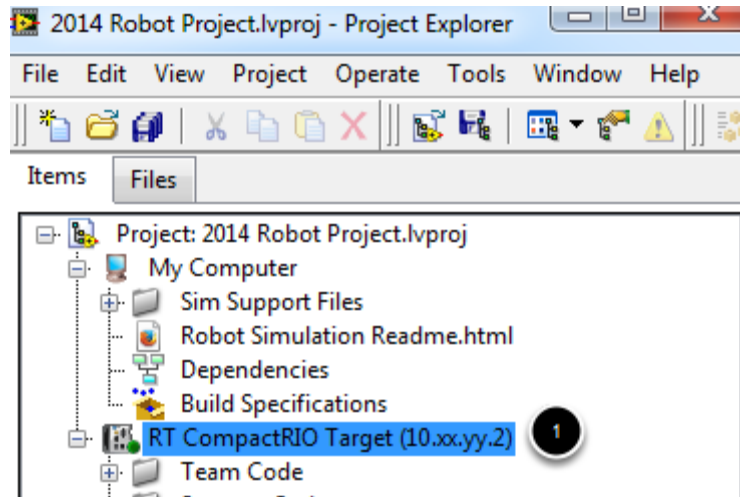 2014 Robot Project.lvproj - Project Explorer
File Edit View Project Operate Tools Window Help
Items Files
Project: 2014 Robot Project.lvproj
My Computer
Sim Support Files
Robot Simulation Readme.html
Dependencies
Build Specifications
RT CompactRIO Target (10.xx.yy.2) 1
Team Code